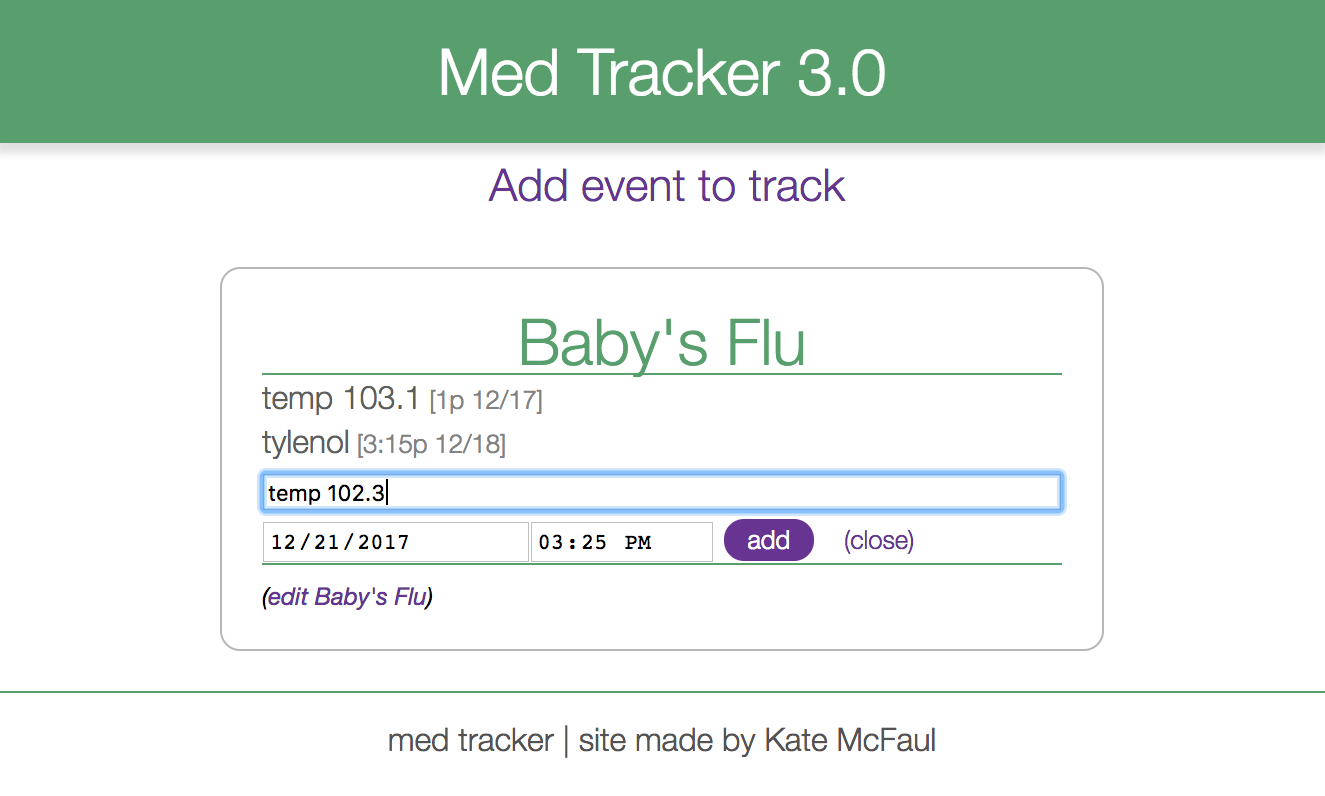 Med Tracker 3.0
Add event to track
Baby's Flu
temp 103.1 [1p 12/17]
tylenol [3:15p 12/18]
temp 102.3
12/21/2017 03:25 PM add (close)
(edit Baby's Flu)
med tracker | site made by Kate McFaul